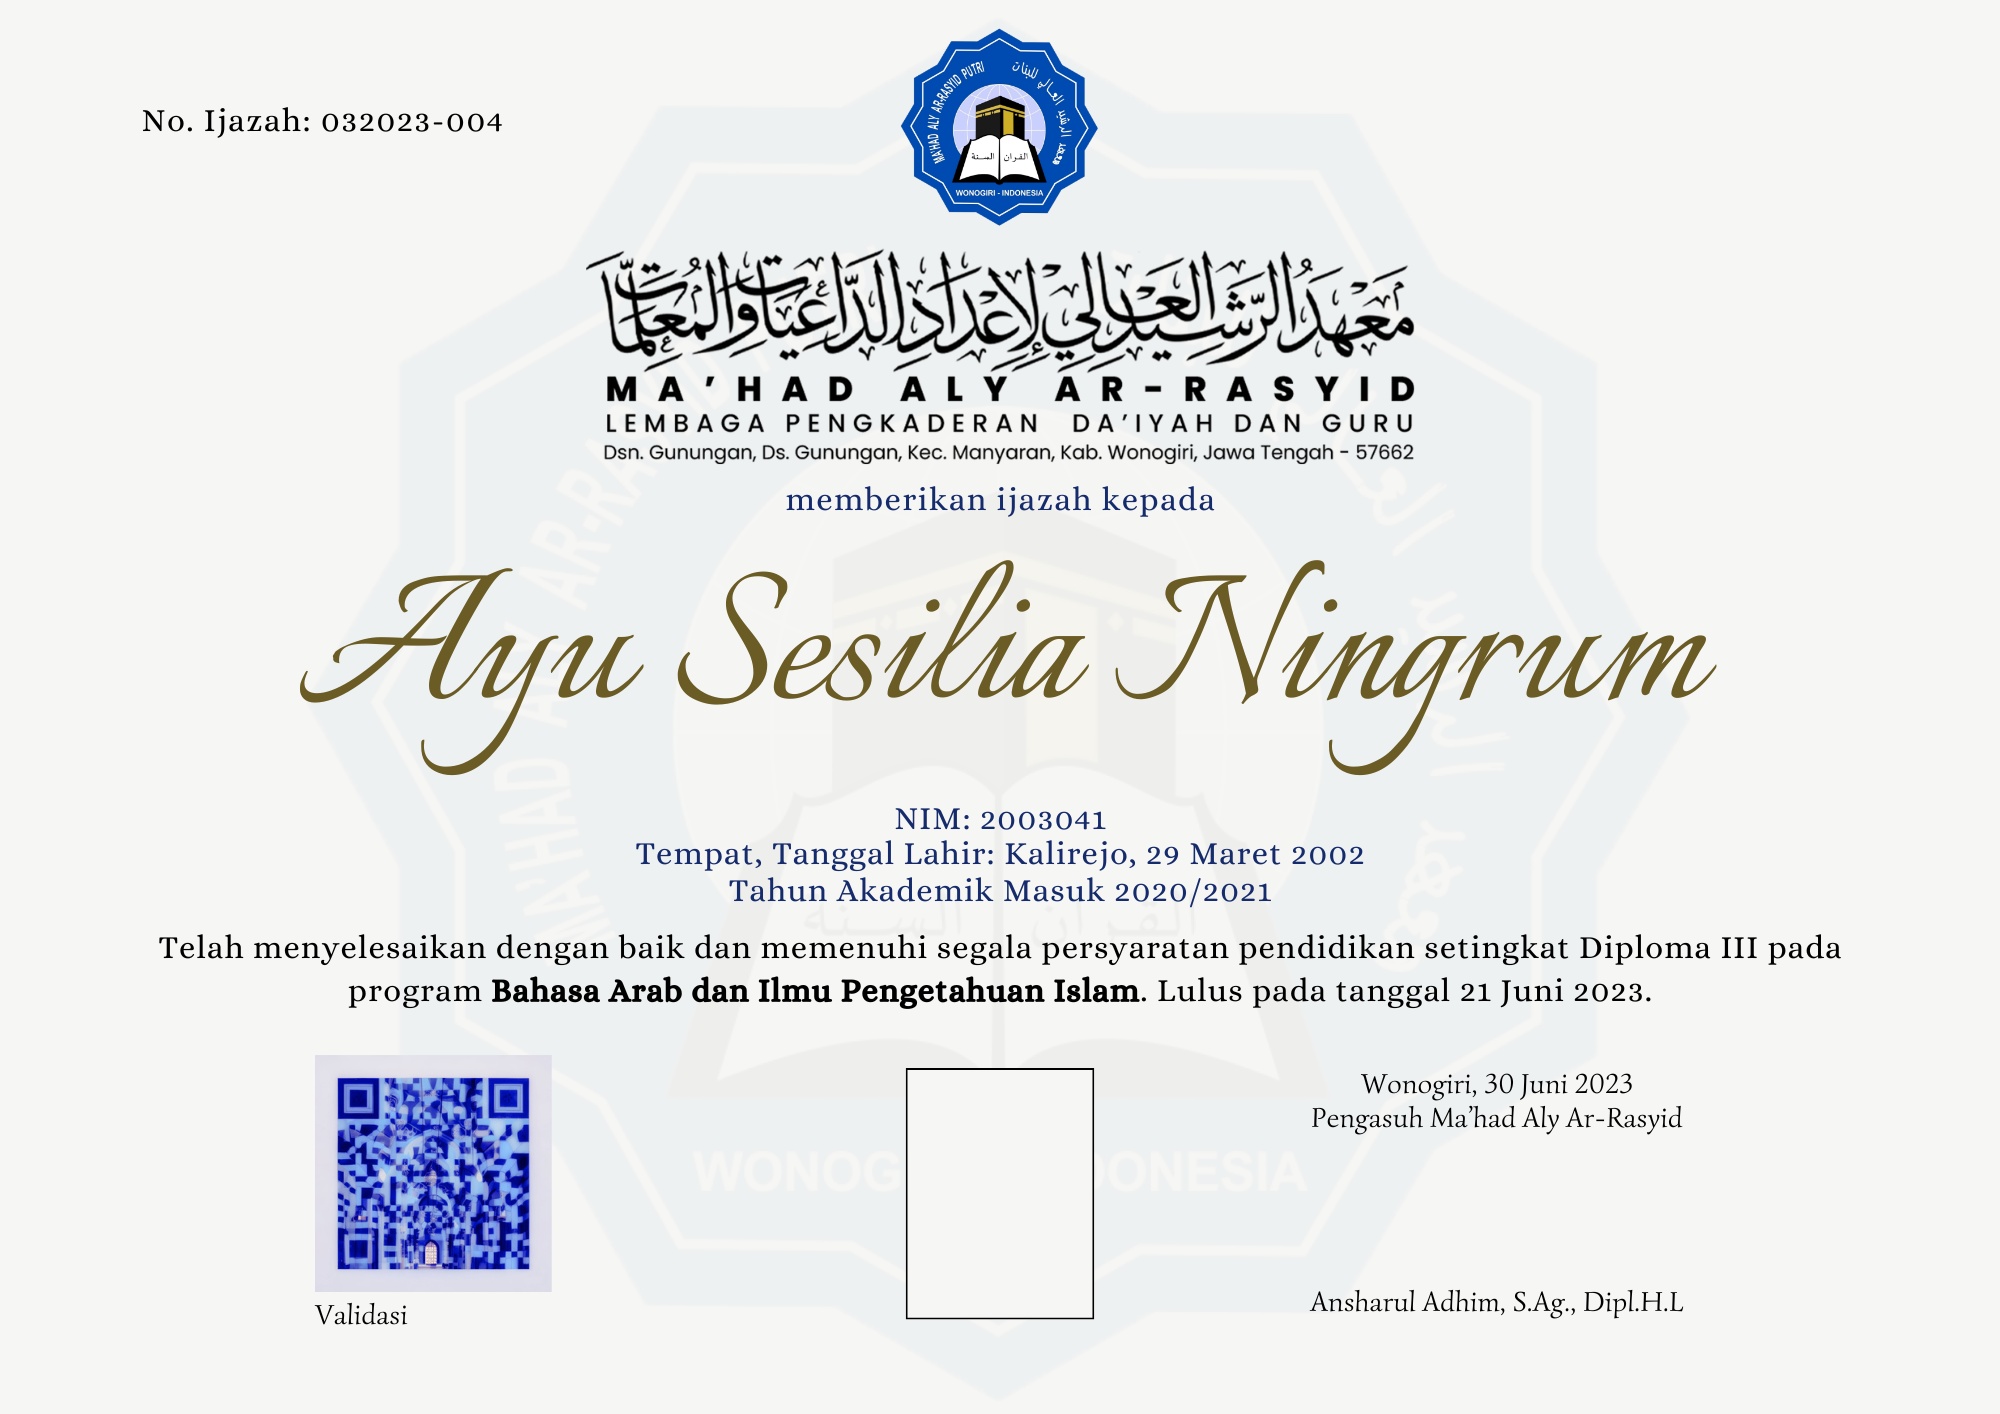 No. Ijazah: 032023-004
MA'HAD ALY AR-RASYID PUTRI
معهد الرشيد العالي للبنات
السنة القران
WONOGIRI - INDONESIA
معهد الرشيد العالي لإعداد الداعيات والمعلمات
MA'HAD ALY AR-RASYID
LEMBAGA PENGKADERAN DA'IYAH DAN GURU
Dsn. Gunungan, Ds. Gunungan, Kec. Manyaran, Kab. Wonogiri, Jawa Tengah - 57662
memberikan ijazah kepada
Ayu Sesilia Ningrum
NIM: 2003041
Tempat, Tanggal Lahir: Kalirejo, 29 Maret 2002
Tahun Akademik Masuk 2020/2021
Telah menyelesaikan dengan baik dan memenuhi segala persyaratan pendidikan setingkat Diploma III pada
program Bahasa Arab dan Ilmu Pengetahuan Islam. Lulus pada tanggal 21 Juni 2023.
Wonogiri, 30 Juni 2023
Pengasuh Ma'had Aly Ar-Rasyid
Validasi
Ansharul Adhim, S.Ag., Dipl.H.L